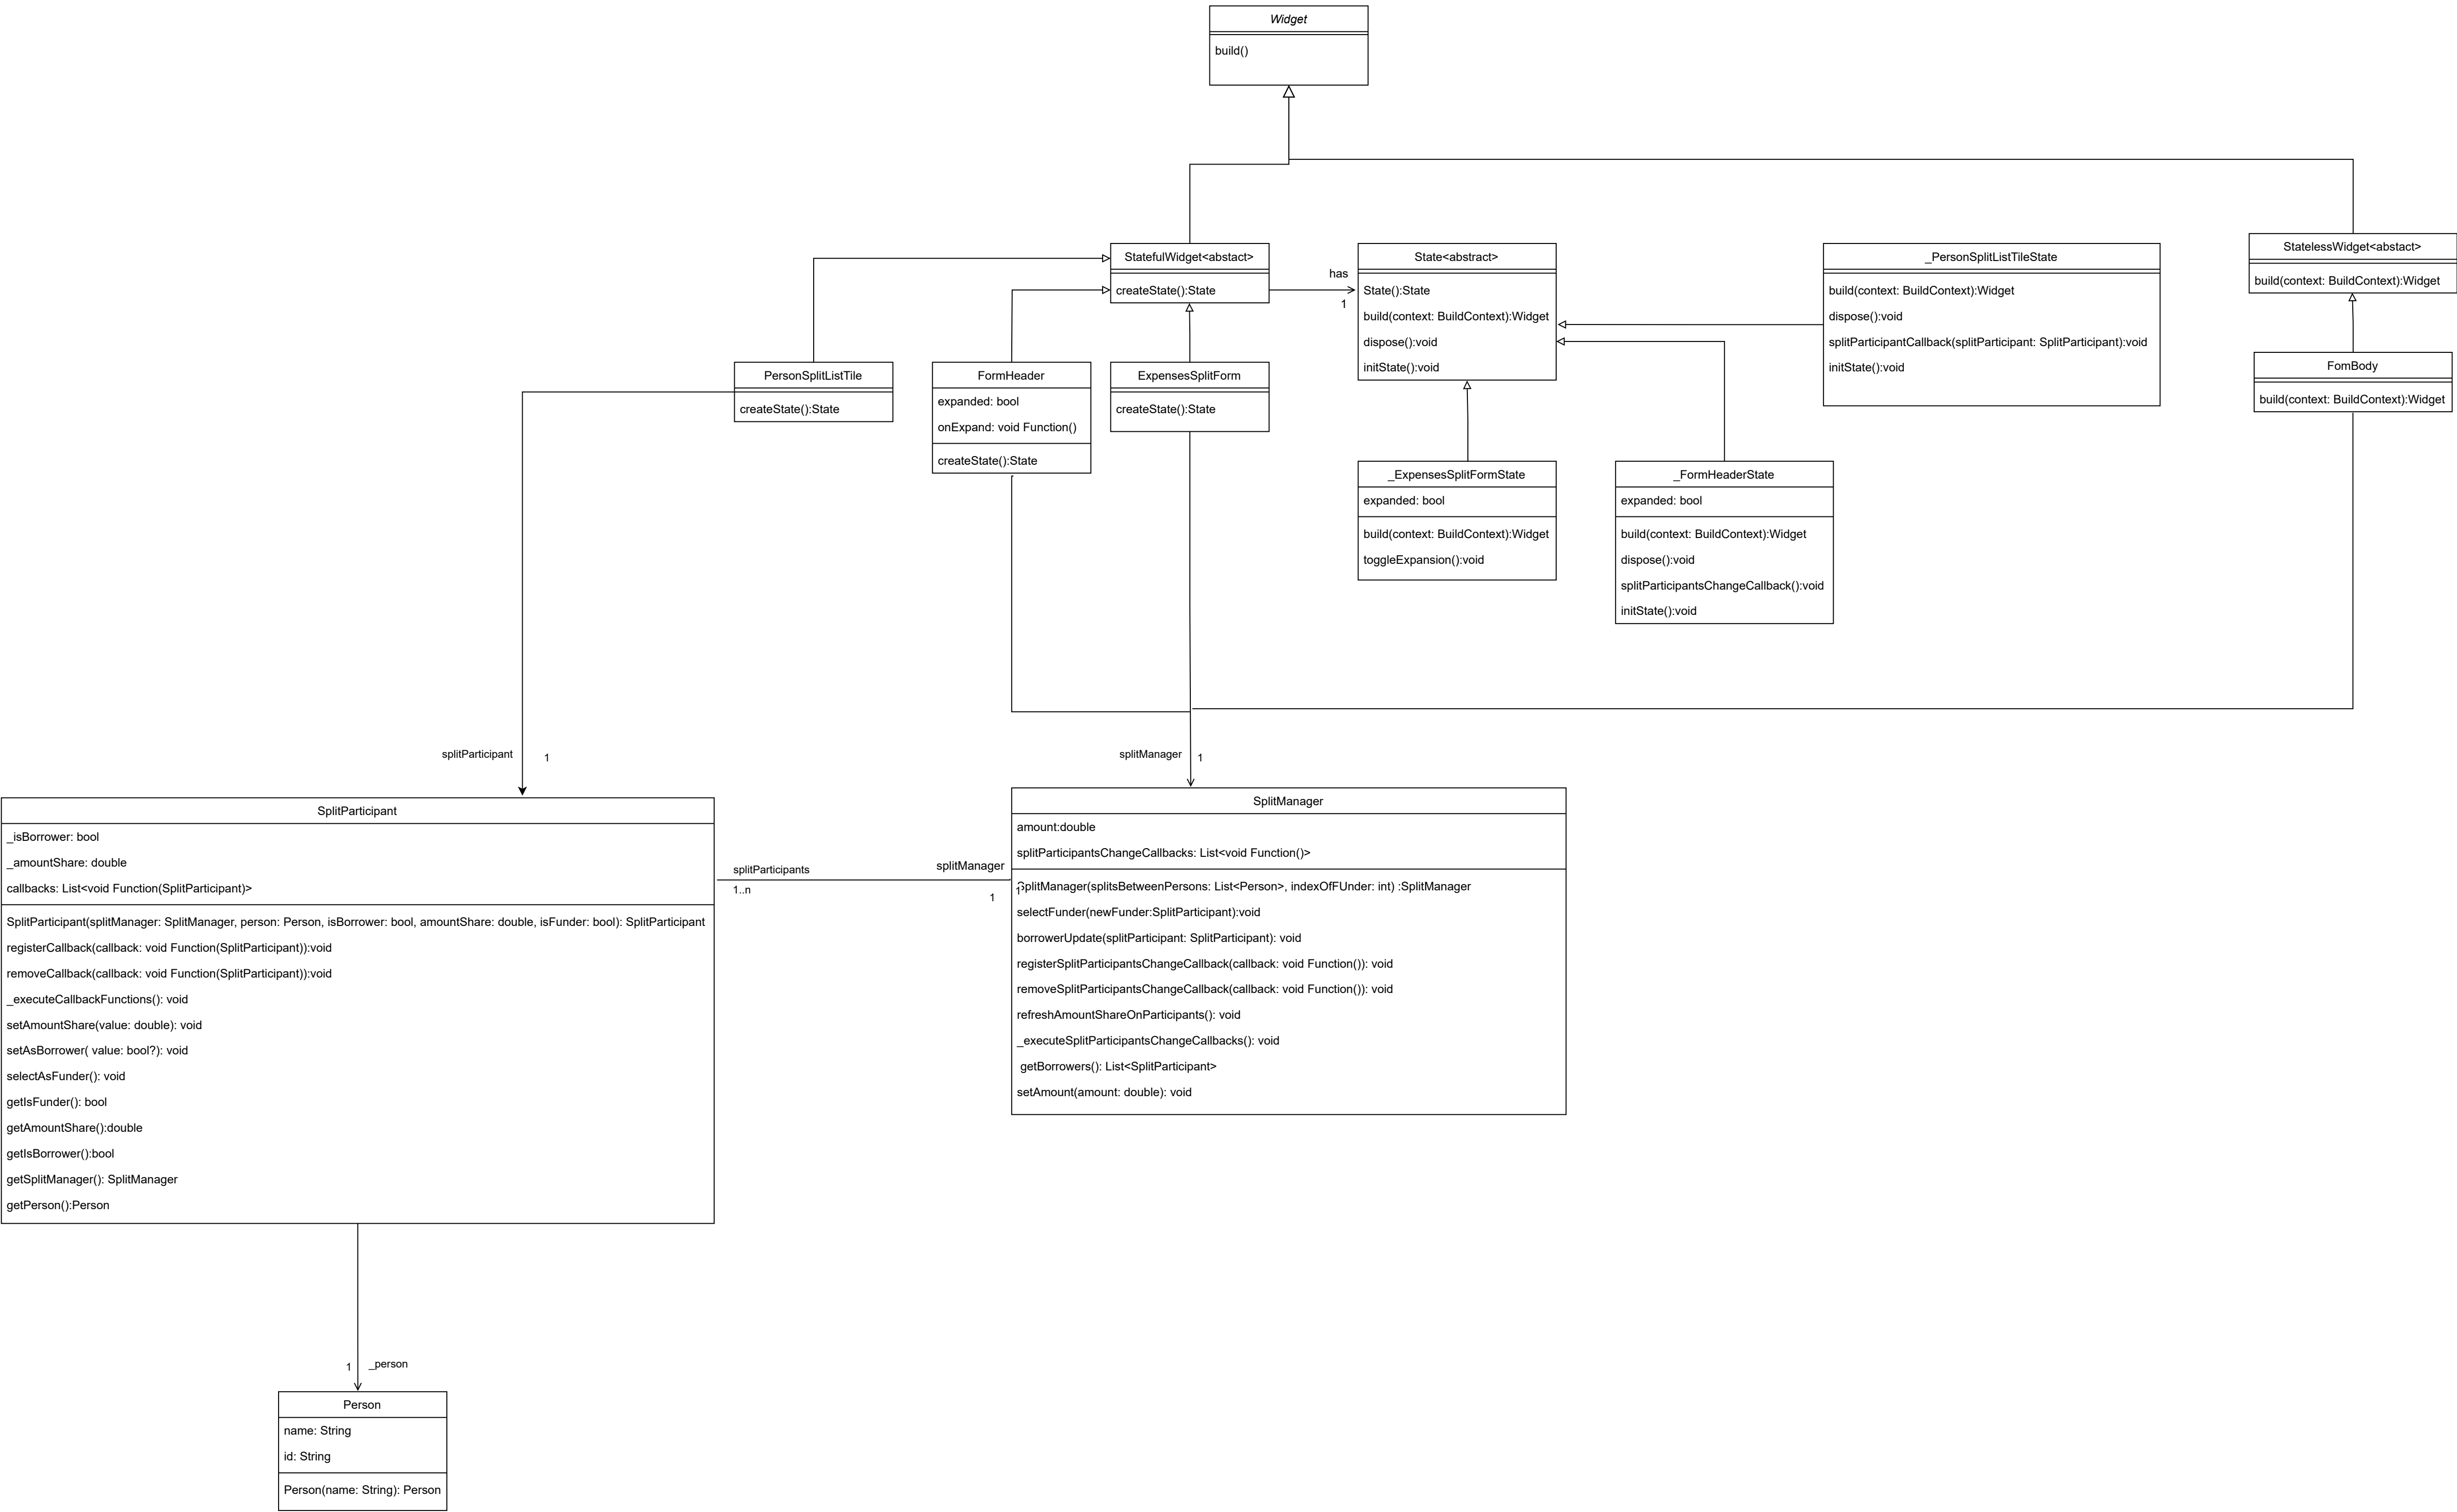 Widget
build()
StatefulWidget<abstact>
createState():State
has
1
State<abstract>
State():State
build(context: BuildContext):Widget
dispose():void
initState():void
_PersonSplitListTileState
build(context: BuildContext):Widget
dispose():void
splitParticipantCallback(splitParticipant: SplitParticipant):void
initState():void
StatelessWidget<abstact>
build(context: BuildContext):Widget
PersonSplitListTile
createState():State
FormHeader
expanded: bool
onExpand: void Function()
createState():State
ExpensesSplitForm
createState():State
FomBody
build(context: BuildContext):Widget
_ExpensesSplitFormState
expanded: bool
build(context: BuildContext):Widget
toggleExpansion():void
_FormHeaderState
expanded: bool
build(context: BuildContext):Widget
dispose():void
splitParticipantsChangeCallback():void
initState():void
splitParticipant
1
splitManager
1
SplitParticipant
_isBorrower: bool
_amountShare: double
callbacks: List<void Function(SplitParticipant)>
SplitParticipant(splitManager: SplitManager, person: Person, isBorrower: bool, amountShare: double, isFunder: bool): SplitParticipant
registerCallback(callback: void Function(SplitParticipant)):void
removeCallback(callback: void Function(SplitParticipant)):void
_executeCallbackFunctions(): void
setAmountShare(value: double): void
setAsBorrower( value: bool?): void
selectAsFunder(): void
getIsFunder(): bool
getAmountShare():double
getIsBorrower():bool
getSplitManager(): SplitManager
getPerson():Person
splitParticipants
1..n
splitManager
1
SplitManager
amount:double
splitParticipantsChangeCallbacks: List<void Function()>
1
SplitManager(splitsBetweenPersons: List<Person>, indexOfFUnder: int) :SplitManager
selectFunder(newFunder:SplitParticipant):void
borrowerUpdate(splitParticipant: SplitParticipant): void
registerSplitParticipantsChangeCallback(callback: void Function()): void
removeSplitParticipantsChangeCallback(callback: void Function()): void
refreshAmountShareOnParticipants(): void
_executeSplitParticipantsChangeCallbacks(): void
getBorrowers(): List<SplitParticipant>
setAmount(amount: double): void
1
_person
Person
name: String
id: String
Person(name: String): Person